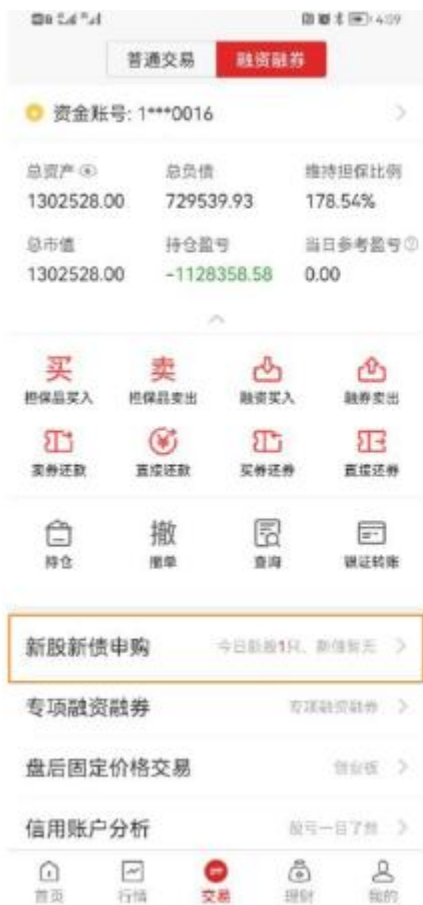 4:09
普通交易 融资融券
资金账号: 1***0016
总资产 总负债 维持担保比例
1302528.00 729539.93 178.54%
总市值 持仓盈亏 当日参考盈亏
1302528.00 -1128358.58 0.00
买 卖
担保品买入 担保品卖出 融资买入 融券卖出
卖券还款 直接还款 买券还券 直接还券
撤
持仓 撤单 查询 银证转账
新股新债申购 今日新股1只、新债暂无
专项融资融券 专项融资融券
盘后固定价格交易 创业板
信用账户分析 盈亏一目了然
首页 行情 交易 理财 我的